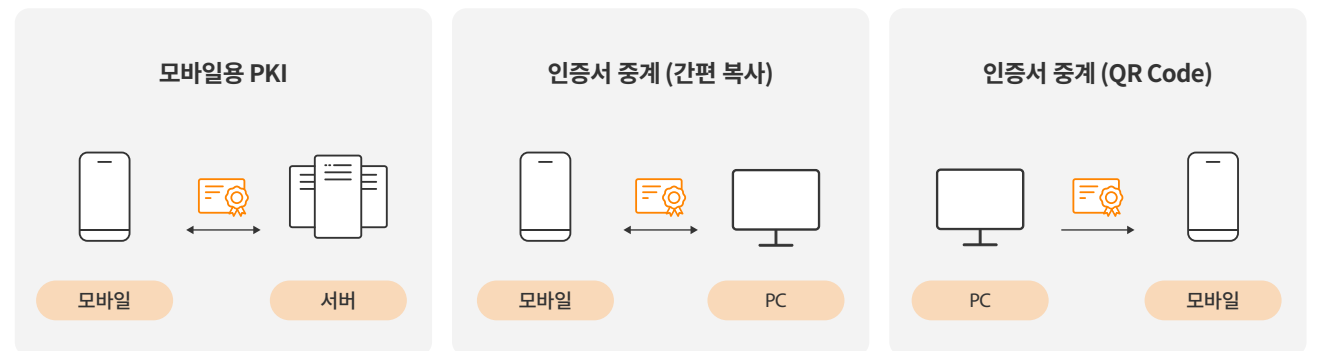 모바일용 PKI
모바일
서버
인증서 중계 (간편 복사)
모바일
PC
인증서 중계 (QR Code)
PC
모바일